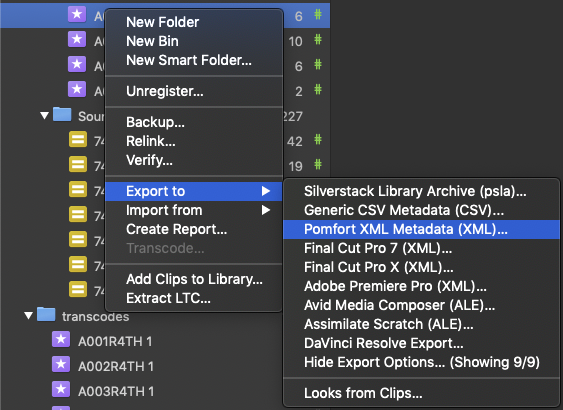 A0
6 #
10 #
6 #
2 #
New Folder
New Bin
New Smart Folder...
Unregister...
Backup...
Relink...
Verify...
Export to
Import from
Create Report...
Transcode...
Add Clips to Library...
Extract LTC...
Sour
227
74
42 #
74
19 #
74
74
74
74
74
Silverstack Library Archive (psla)...
Generic CSV Metadata (CSV)...
Pomfort XML Metadata (XML)...
Final Cut Pro 7 (XML)...
Final Cut Pro X (XML)...
Adobe Premiere Pro (XML)...
Avid Media Composer (ALE)...
Assimilate Scratch (ALE)...
DaVinci Resolve Export...
Hide Export Options... (Showing 9/9)
Looks from Clips...
transcodes
A001R4TH 1
A002R4TH 1
A003R4TH 1